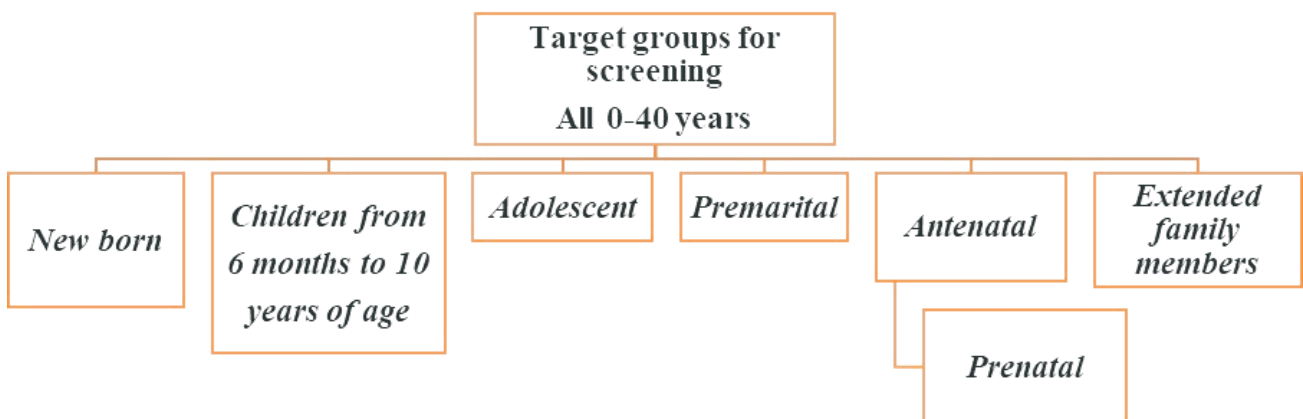 Target groups for
screening
All 0-40 years
New born
Children from
6 months to 10
years of age
Adolescent
Premarital
Antenatal
Extended
family
members
Prenatal